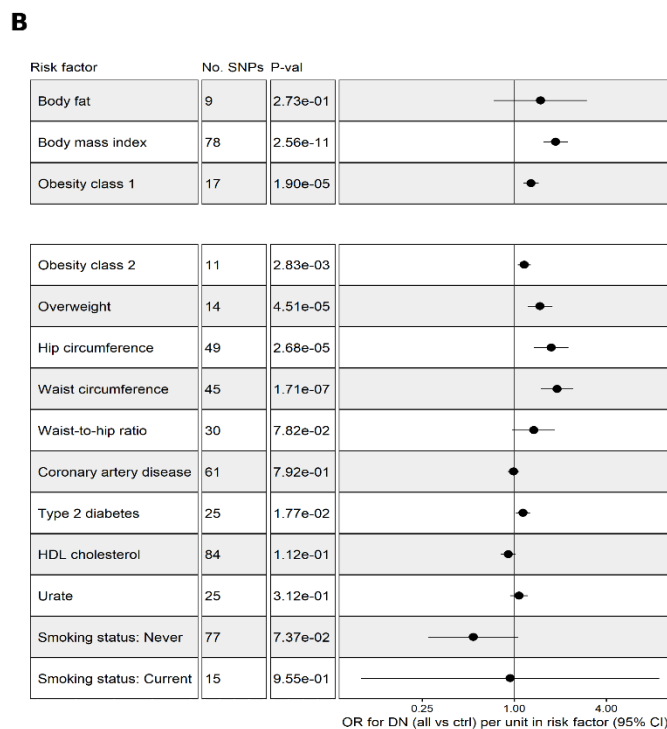 B
Risk factor No. SNPs P-val
Body fat 9 2.73e-01
Body mass index 78 2.56e-11
Obesity class 1 17 1.90e-05
Obesity class 2 11 2.83e-03
Overweight 14 4.51e-05
Hip circumference 49 2.68e-05
Waist circumference 45 1.71e-07
Waist-to-hip ratio 30 7.82e-02
Coronary artery disease 61 7.92e-01
Type 2 diabetes 25 1.77e-02
HDL cholesterol 84 1.12e-01
Urate 25 3.12e-01
Smoking status: Never 77 7.37e-02
Smoking status: Current 15 9.55e-01
0.25 1.00 4.00
OR for DN (all vs ctrl) per unit in risk factor (95% CI)